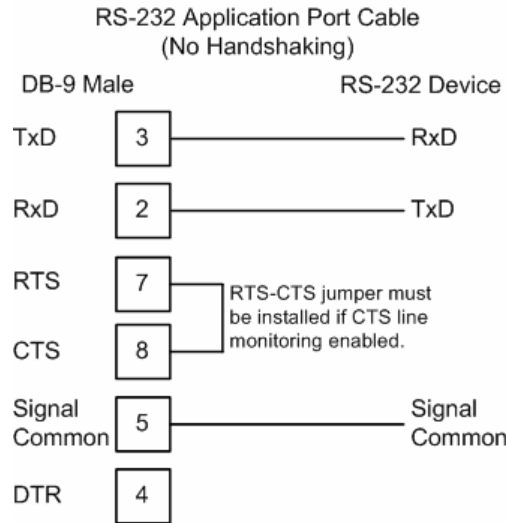 RS-232 Application Port Cable
(No Handshaking)
DB-9 Male RS-232 Device
TxD 3 RxD
RxD 2 TxD
RTS 7
RTS-CTS jumper must
be installed if CTS line
monitoring enabled.
CTS 8
Signal
Common 5 Signal
Common
DTR 4